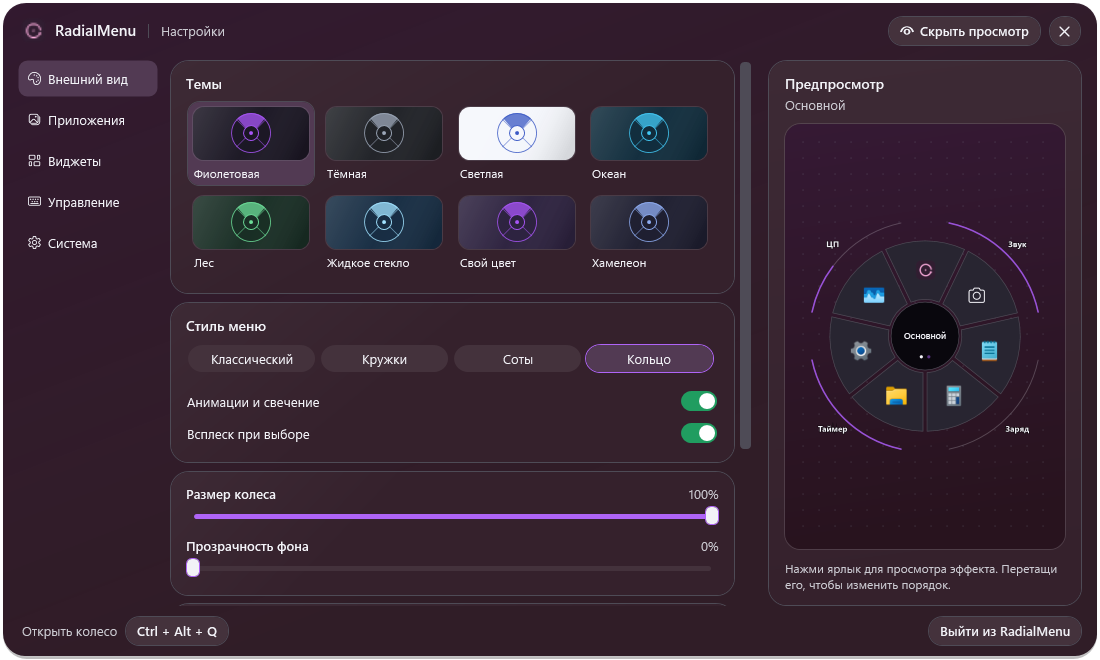 RadialMenu
Настройки
Скрыть просмотр
Внешний вид
Приложения
Виджеты
Управление
Система
Темы
Фиолетовая
Тёмная
Светлая
Океан
Лес
Жидкое стекло
Свой цвет
Хамелеон
Стиль меню
Классический
Кружки
Соты
Кольцо
Анимации и свечение
Всплеск при выборе
Размер колеса
100%
Прозрачность фона
0%
Предпросмотр
Основной
ЦП
Звук
Основной
Таймер
Заряд
Нажми ярлык для просмотра эффекта. Перетащи
его, чтобы изменить порядок.
Открыть колесо
Ctrl + Alt + Q
Выйти из RadialMenu